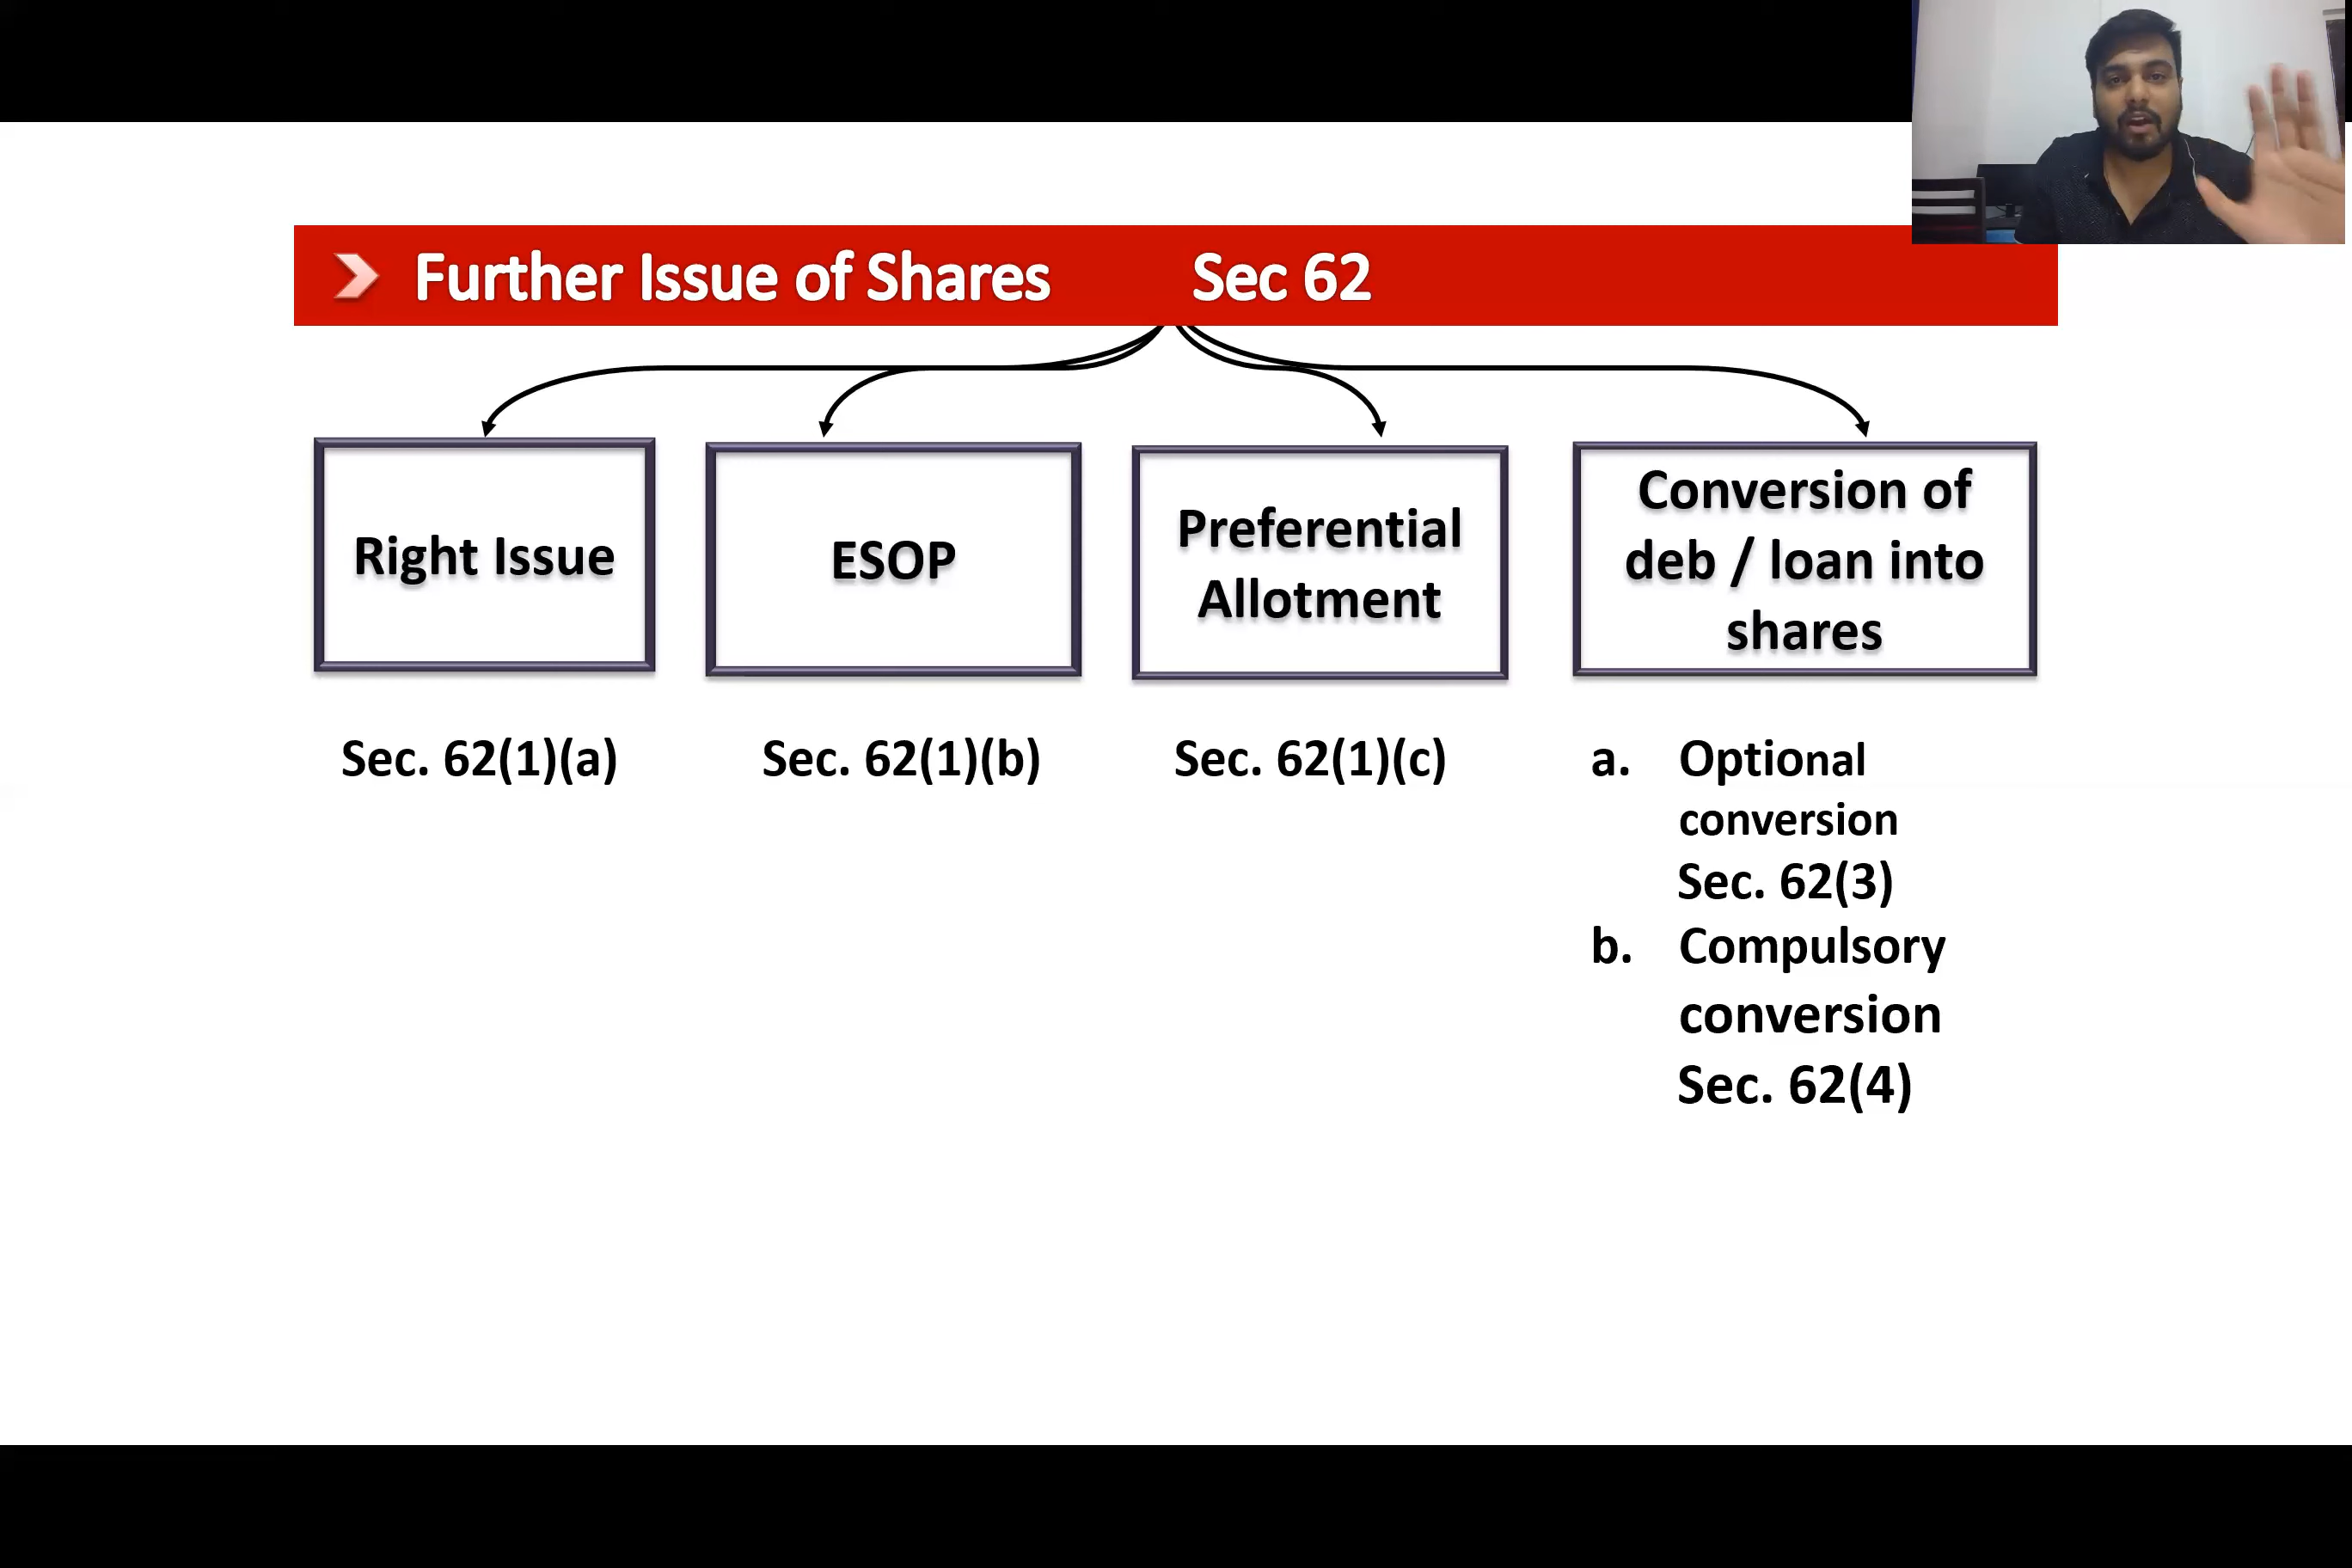 Further Issue of Shares Sec 62
Right Issue
Sec. 62(1)(a)
ESOP
Sec. 62(1)(b)
Preferential
Allotment
Sec. 62(1)(c)
Conversion of
deb / loan into
shares
a. Optional
conversion
Sec. 62(3)
b. Compulsory
conversion
Sec. 62(4)